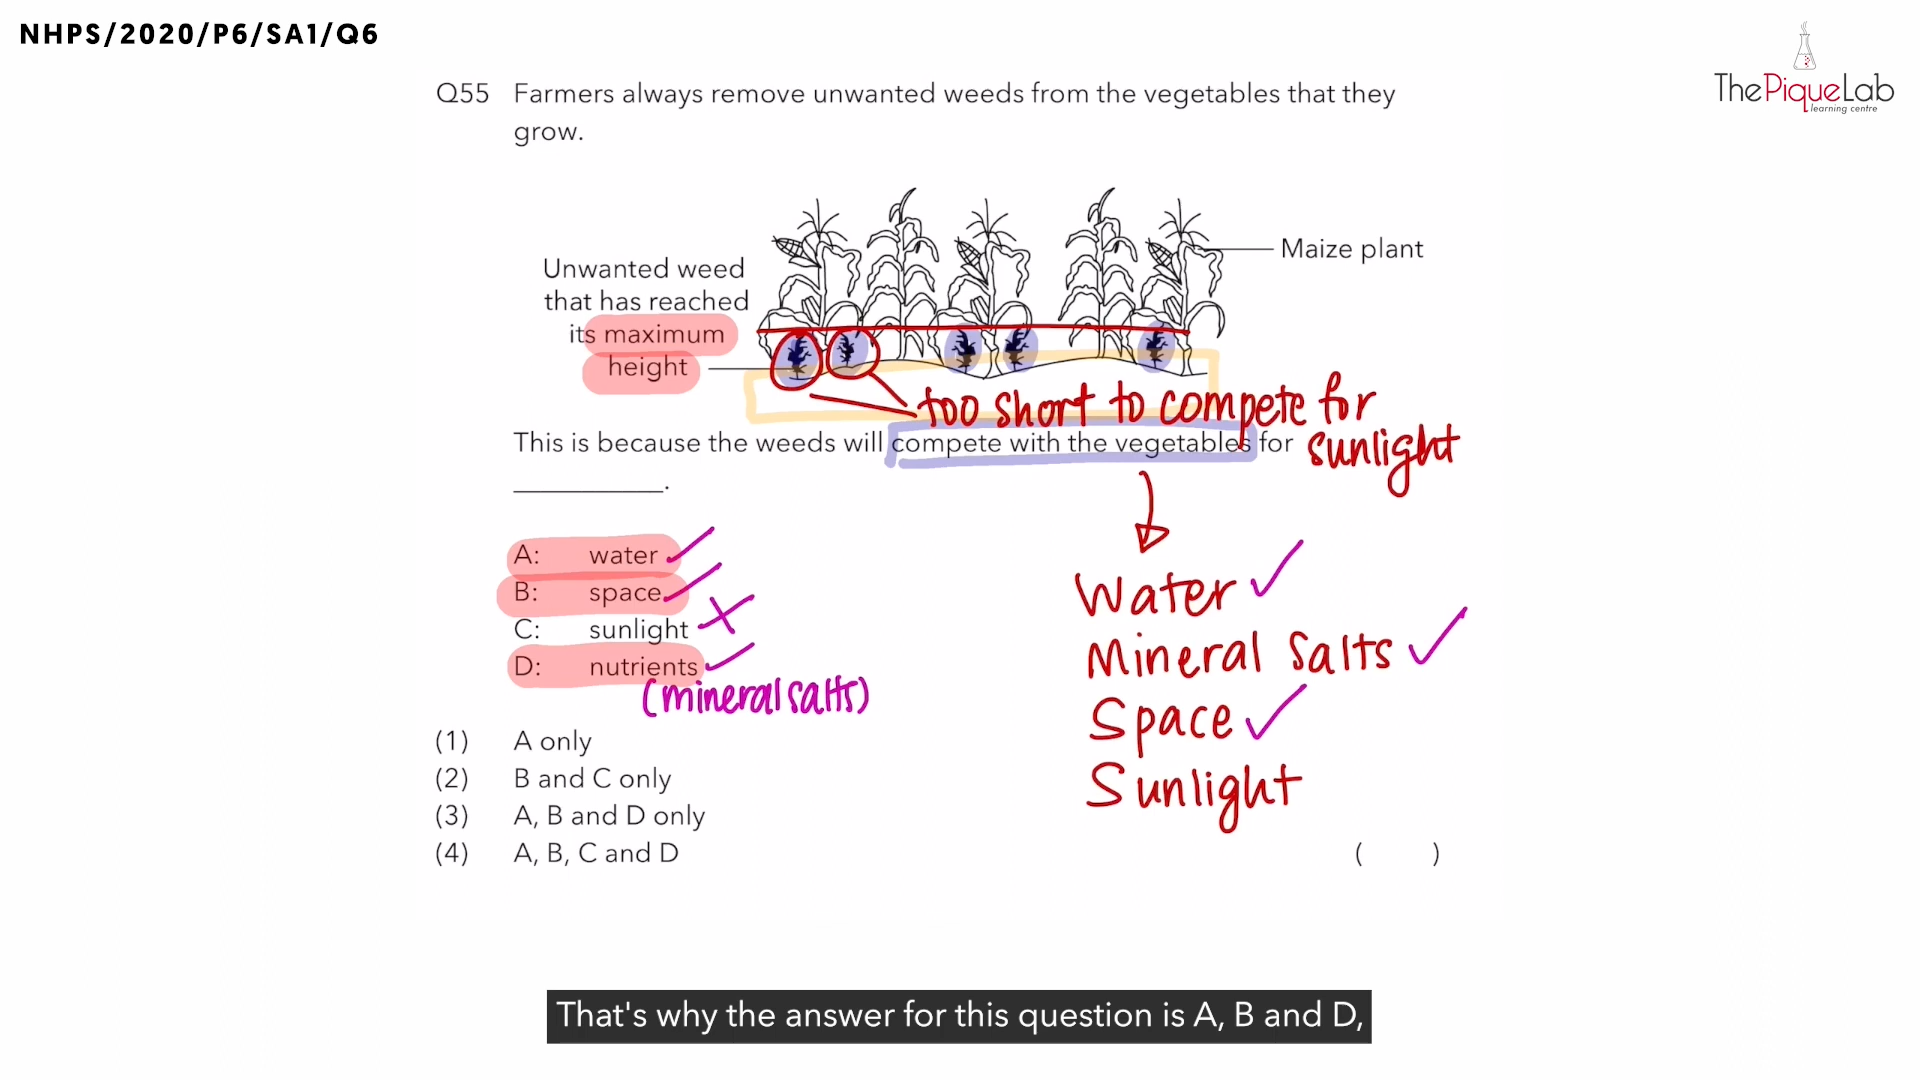 NHPS/2020/P6/SA1/Q6
ThePiqueLab
learning centre
Q55 Farmers always remove unwanted weeds from the vegetables that they
grow.
Maize plant
Unwanted weed
that has reached
its maximum
height
too short to compete for
sunlight
This is because the weeds will compete with the vegetables for
____________.
A: water
B: space
C: sunlight
D: nutrients
(mineral salts)
Water
Mineral Salts
Space
Sunlight
(1) A only
(2) B and C only
(3) A, B and D only
(4) A, B, C and D ( )
That's why the answer for this question is A, B and D,